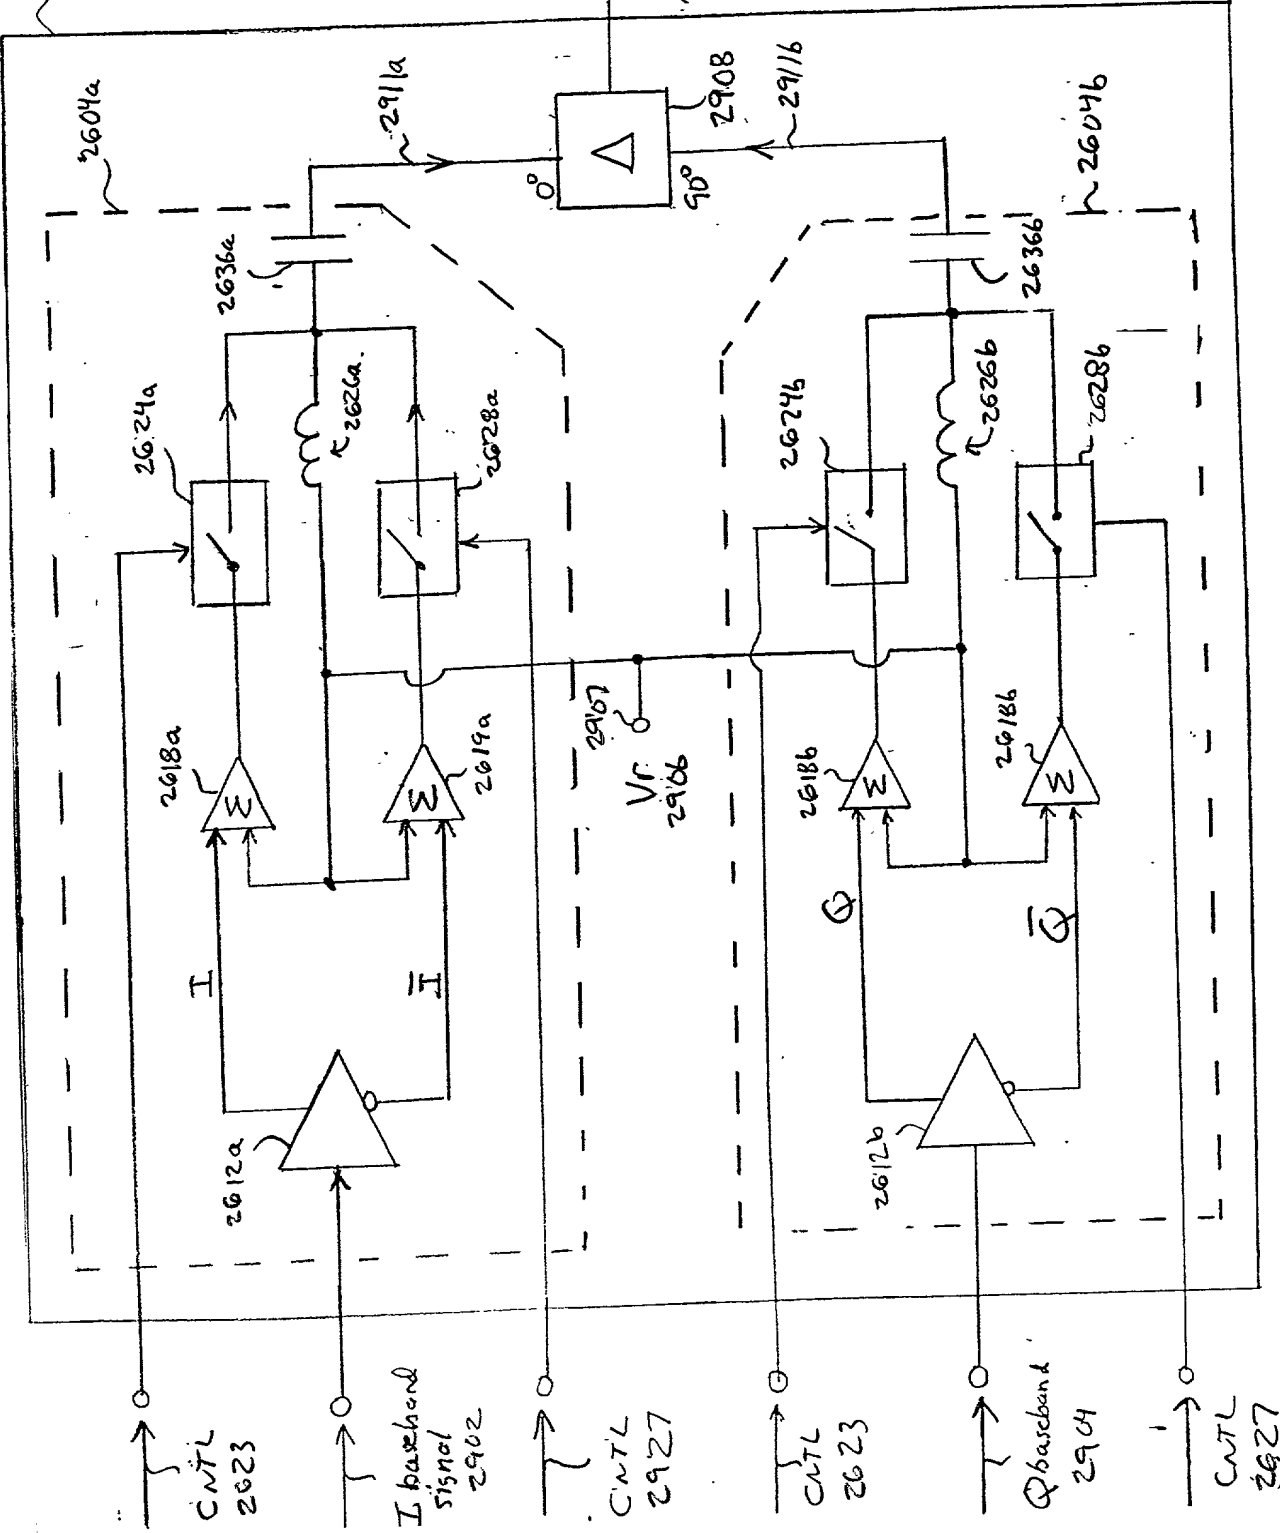 2604a
2911a
2908
0°
90°
2911b
2604b
2636a
2636b
2624a
2626a.
2628a
2624b
2626b
2628b
2618a
Σ
2619a
Σ
2907
Vr
2906
2618b
Σ
2618b
Σ
I
I̅
Q
Q̅
2612a
2612b
CNTL
2623
I baseband
signal
2902
CNTL
2927
CNTL
2623
Q baseband
2904
CNTL
2627